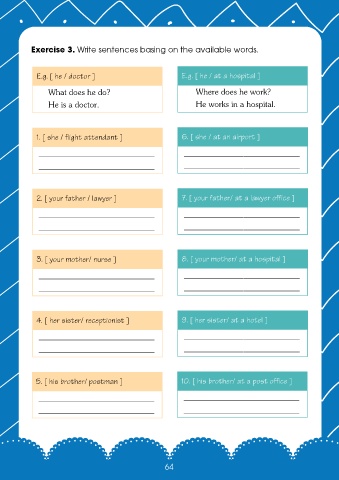 Exercise 3. Write sentences basing on the available words.
E.g. [ he / doctor ]
What does he do?
He is a doctor.
E.g. [ he / at a hospital ]
Where does he work?
He works in a hospital.
1. [ she / flight attendant ]
6. [ she / at an airport ]
2. [ your father / lawyer ]
7. [ your father/ at a lawyer office ]
3. [ your mother/ nurse ]
8. [ your mother/ at a hospital ]
4. [ her sister/ receptionist ]
9. [ her sister/ at a hotel ]
5. [ his brother/ postman ]
10. [ his brother/ at a post office ]
64